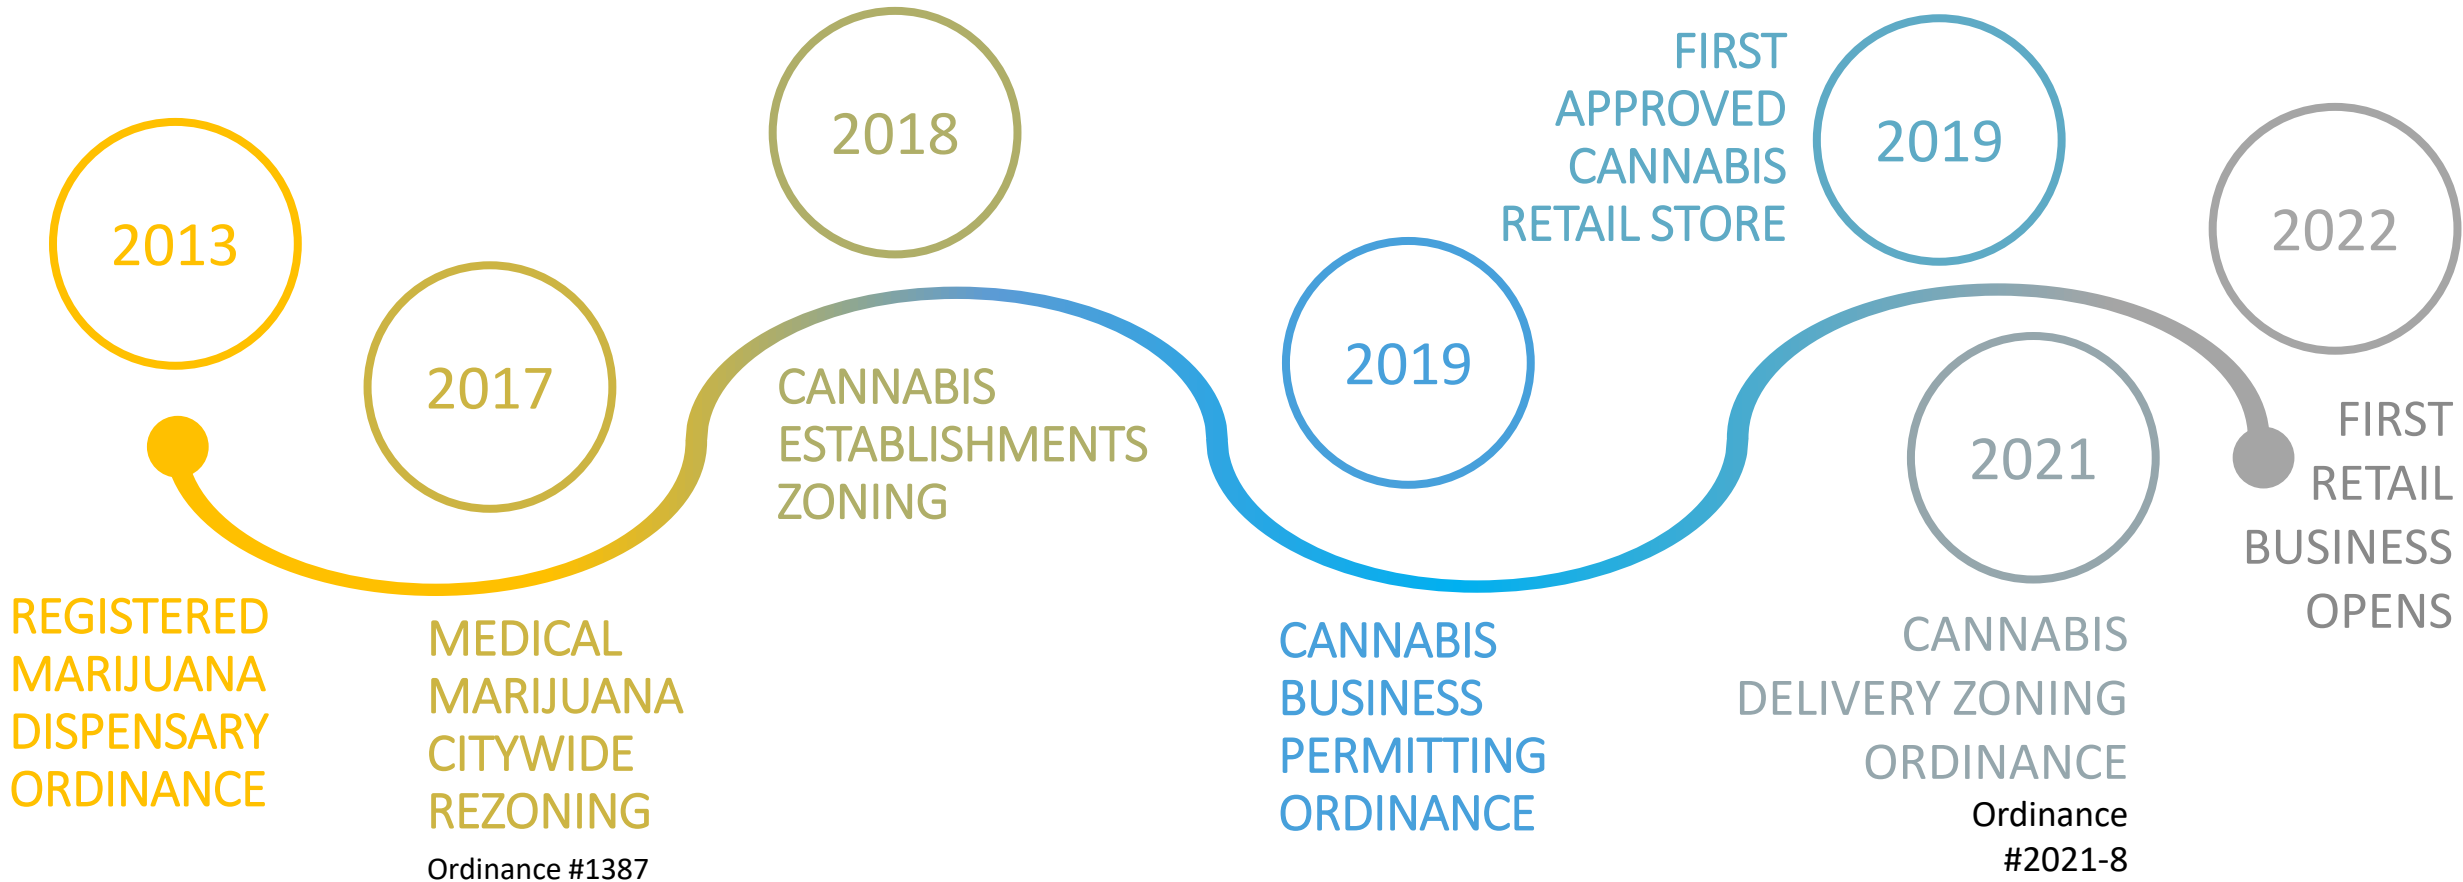 2013
REGISTERED
MARIJUANA
DISPENSARY
ORDINANCE
2017
MEDICAL
MARIJUANA
CITYWIDE
REZONING
Ordinance #1387
2018
CANNABIS
ESTABLISHMENTS
ZONING
2019
CANNABIS
BUSINESS
PERMITTING
ORDINANCE
FIRST
APPROVED
CANNABIS
RETAIL STORE
2019
2021
CANNABIS
DELIVERY ZONING
ORDINANCE
Ordinance
#2021-8
2022
FIRST
RETAIL
BUSINESS
OPENS